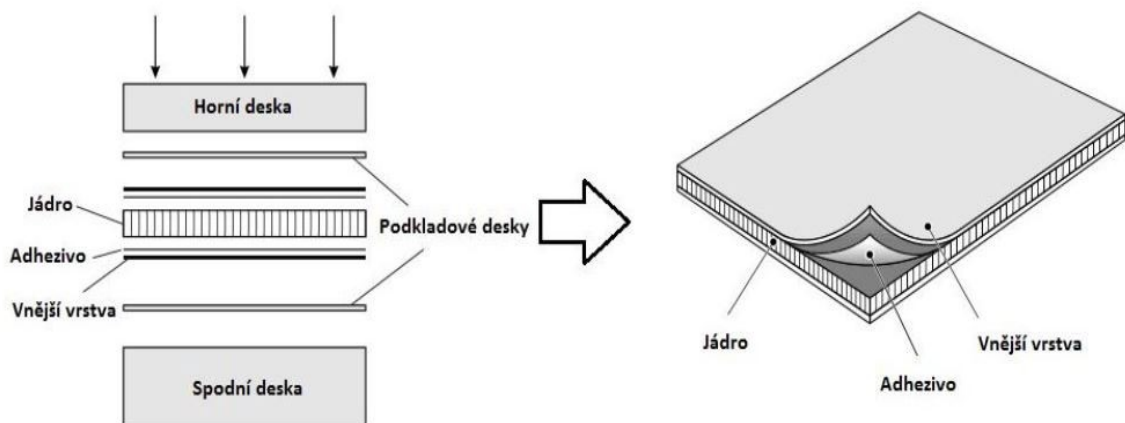 Horní deska
Jádro
Podkladové desky
Adhezivo
Vnější vrstva
Spodní deska
Jádro
Vnější vrstva
Adhezivo